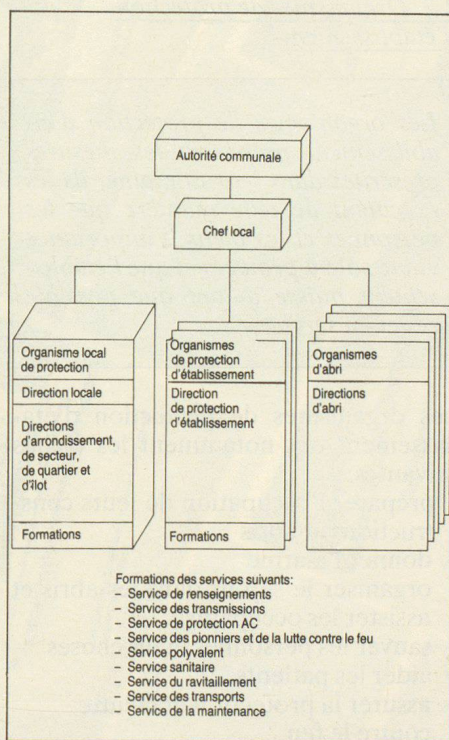 Autorité communale
Chef local
Organisme local
de protection
Direction locale
Directions
d'arrondissement,
de secteur,
de quartier et
d'îlot
Formations
Organismes
de protection
d'établissement
Direction
de protection
d'établissement
Formations
Organismes
d'abri
Directions
d'abri
Formations des services suivants:
– Service de renseignements
– Service des transmissions
– Service de protection AC
– Service des pionniers et de la lutte contre le feu
– Service polyvalent
– Service sanitaire
– Service du ravitaillement
– Service des transports
– Service de la maintenance